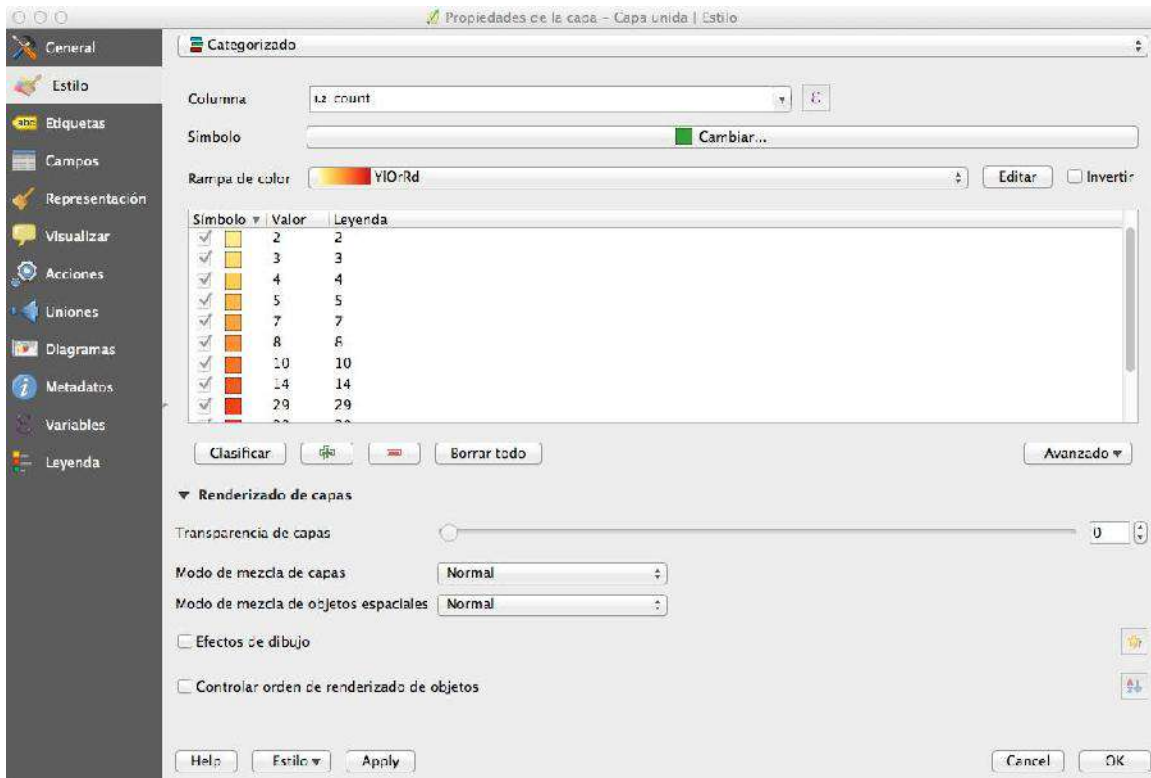 Propiedades de la capa - Capa unida | Estilo
General
Estilo
Etiquetas
Campos
Representación
Visualizar
Acciones
Uniones
Diagramas
Metadatos
Variables
Leyenda
Categorizado
Columna
1.2 count
ε
Símbolo
Cambiar...
Rampa de color
YlOrRd
Editar
Invertir
Símbolo Valor Leyenda
2 2
3 3
4 4
5 5
7 7
8 8
10 10
14 14
29 29
Clasificar
Borrar todo
Avanzado
Renderizado de capas
Transparencia de capas
0
Modo de mezcla de capas
Normal
Modo de mezcla de objetos espaciales
Normal
Efectos de dibujo
Controlar orden de renderizado de objetos
Help
Estilo
Apply
Cancel
OK